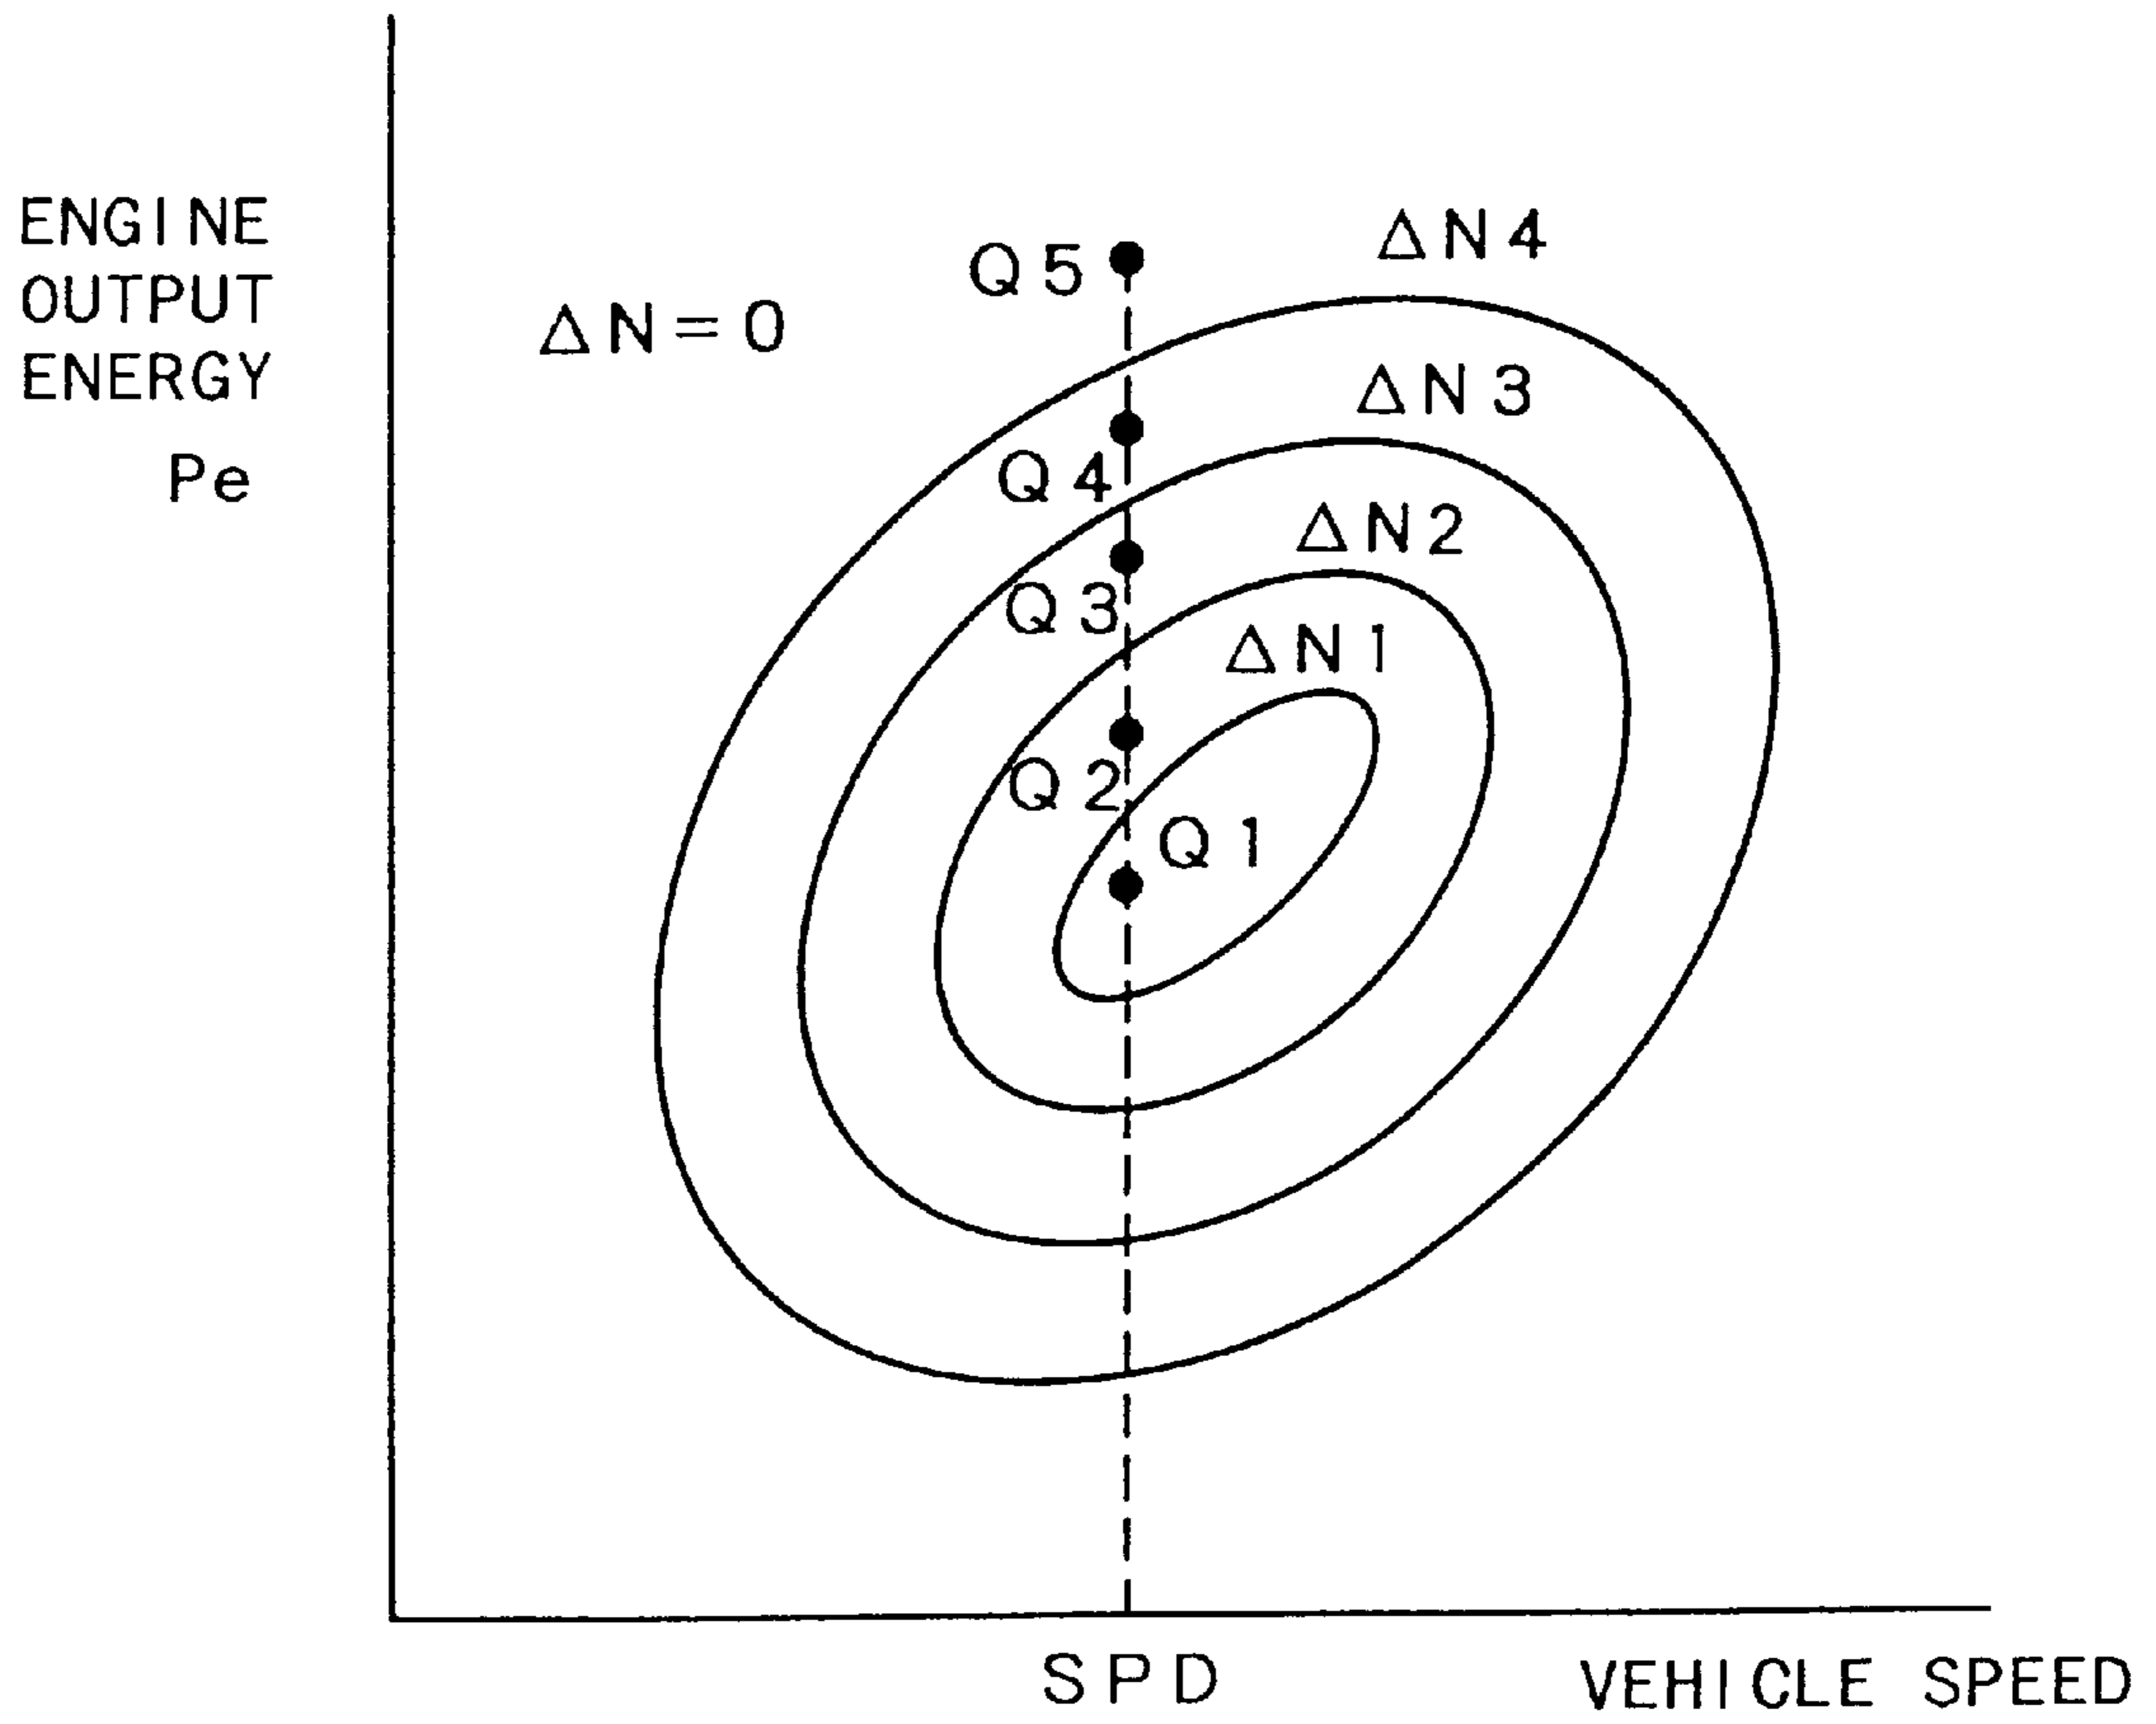 ENGINE
OUTPUT
ENERGY
Pe
ΔN4
Q5
ΔN=0
ΔN3
Q4
ΔN2
Q3
ΔN1
Q2
Q1
SPD
VEHICLE SPEED